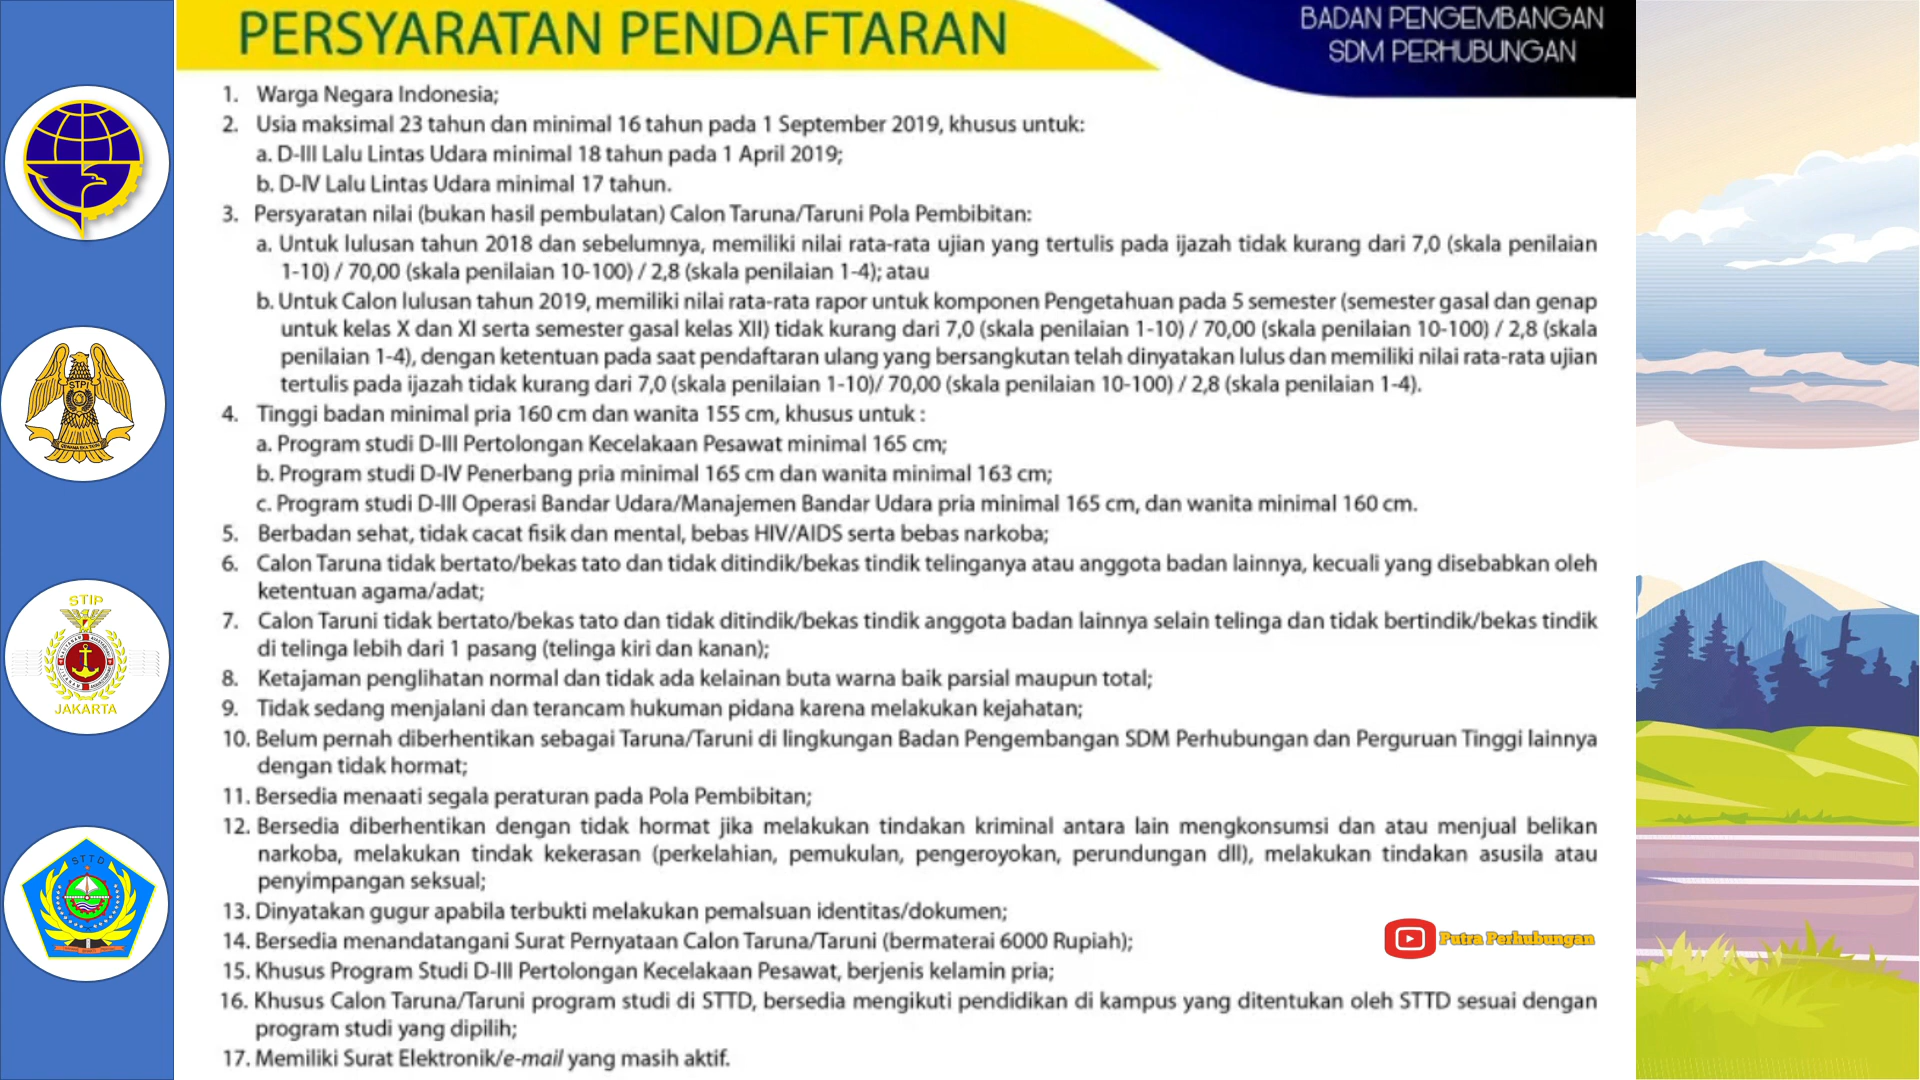 PERSYARATAN PENDAFTARAN
BADAN PENGEMBANGAN
SDM PERHUBUNGAN
1. Warga Negara Indonesia;
2. Usia maksimal 23 tahun dan minimal 16 tahun pada 1 September 2019, khusus untuk:
a. D-III Lalu Lintas Udara minimal 18 tahun pada 1 April 2019;
b. D-IV Lalu Lintas Udara minimal 17 tahun.
3. Persyaratan nilai (bukan hasil pembulatan) Calon Taruna/Taruni Pola Pembibitan:
a. Untuk lulusan tahun 2018 dan sebelumnya, memiliki nilai rata-rata ujian yang tertulis pada ijazah tidak kurang dari 7,0 (skala penilaian
1-10) / 70,00 (skala penilaian 10-100) / 2,8 (skala penilaian 1-4); atau
b. Untuk Calon lulusan tahun 2019, memiliki nilai rata-rata rapor untuk komponen Pengetahuan pada 5 semester (semester gasal dan genap
untuk kelas X dan XI serta semester gasal kelas XII) tidak kurang dari 7,0 (skala penilaian 1-10) / 70,00 (skala penilaian 10-100) / 2,8 (skala
penilaian 1-4), dengan ketentuan pada saat pendaftaran ulang yang bersangkutan telah dinyatakan lulus dan memiliki nilai rata-rata ujian
tertulis pada ijazah tidak kurang dari 7,0 (skala penilaian 1-10)/ 70,00 (skala penilaian 10-100) / 2,8 (skala penilaian 1-4).
4. Tinggi badan minimal pria 160 cm dan wanita 155 cm, khusus untuk :
a. Program studi D-III Pertolongan Kecelakaan Pesawat minimal 165 cm;
b. Program studi D-IV Penerbang pria minimal 165 cm dan wanita minimal 163 cm;
c. Program studi D-III Operasi Bandar Udara/Manajemen Bandar Udara pria minimal 165 cm, dan wanita minimal 160 cm.
5. Berbadan sehat, tidak cacat fisik dan mental, bebas HIV/AIDS serta bebas narkoba;
6. Calon Taruna tidak bertato/bekas tato dan tidak ditindik/bekas tindik telinganya atau anggota badan lainnya, kecuali yang disebabkan oleh
ketentuan agama/adat;
7. Calon Taruni tidak bertato/bekas tato dan tidak ditindik/bekas tindik anggota badan lainnya selain telinga dan tidak bertindik/bekas tindik
di telinga lebih dari 1 pasang (telinga kiri dan kanan);
8. Ketajaman penglihatan normal dan tidak ada kelainan buta warna baik parsial maupun total;
9. Tidak sedang menjalani dan terancam hukuman pidana karena melakukan kejahatan;
10. Belum pernah diberhentikan sebagai Taruna/Taruni di lingkungan Badan Pengembangan SDM Perhubungan dan Perguruan Tinggi lainnya
dengan tidak hormat;
11. Bersedia menaati segala peraturan pada Pola Pembibitan;
12. Bersedia diberhentikan dengan tidak hormat jika melakukan tindakan kriminal antara lain mengkonsumsi dan atau menjual belikan
narkoba, melakukan tindak kekerasan (perkelahian, pemukulan, pengeroyokan, perundungan dll), melakukan tindakan asusila atau
penyimpangan seksual;
13. Dinyatakan gugur apabila terbukti melakukan pemalsuan identitas/dokumen;
14. Bersedia menandatangani Surat Pernyataan Calon Taruna/Taruni (bermaterai 6000 Rupiah);
15. Khusus Program Studi D-III Pertolongan Kecelakaan Pesawat, berjenis kelamin pria;
16. Khusus Calon Taruna/Taruni program studi di STTD, bersedia mengikuti pendidikan di kampus yang ditentukan oleh STTD sesuai dengan
program studi yang dipilih;
17. Memiliki Surat Elektronik/e-mail yang masih aktif.
Putra Perhubungan
STPI
STIP
JAKARTA
STTD